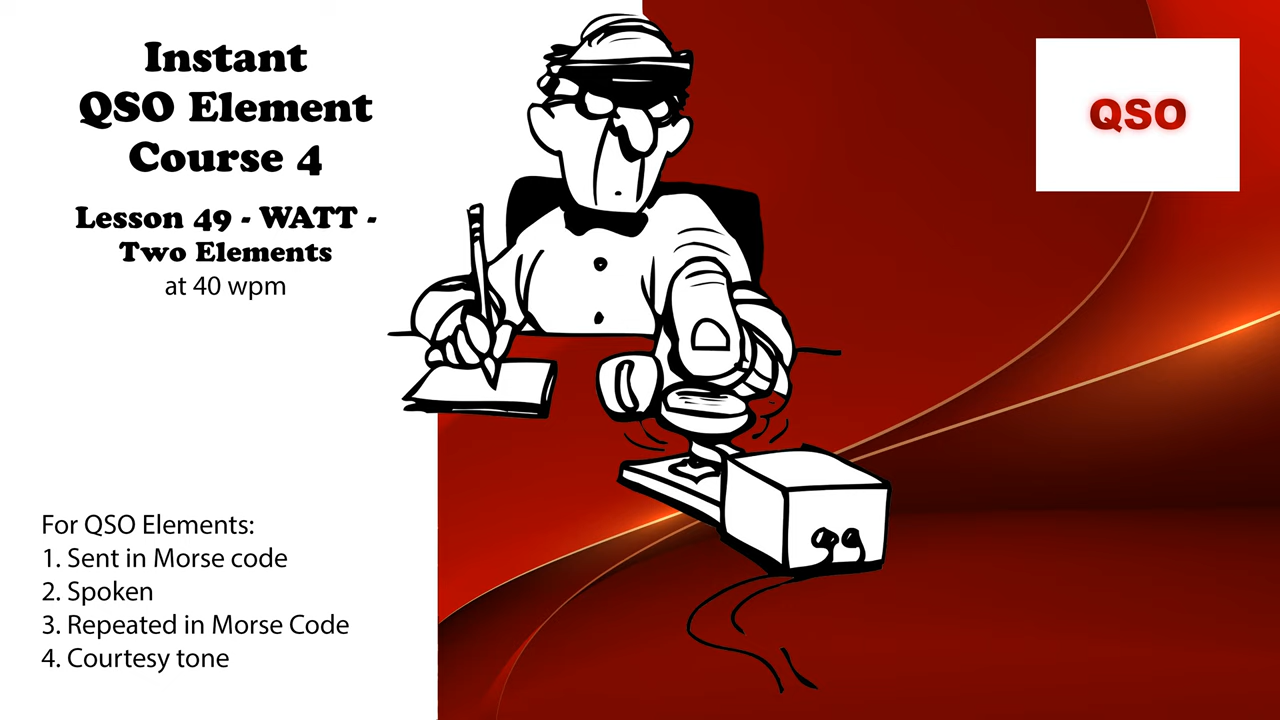 Instant
QSO Element
Course 4
Lesson 49 - WATT -
Two Elements
at 40 wpm
QSO
For QSO Elements:
1. Sent in Morse code
2. Spoken
3. Repeated in Morse Code
4. Courtesy tone